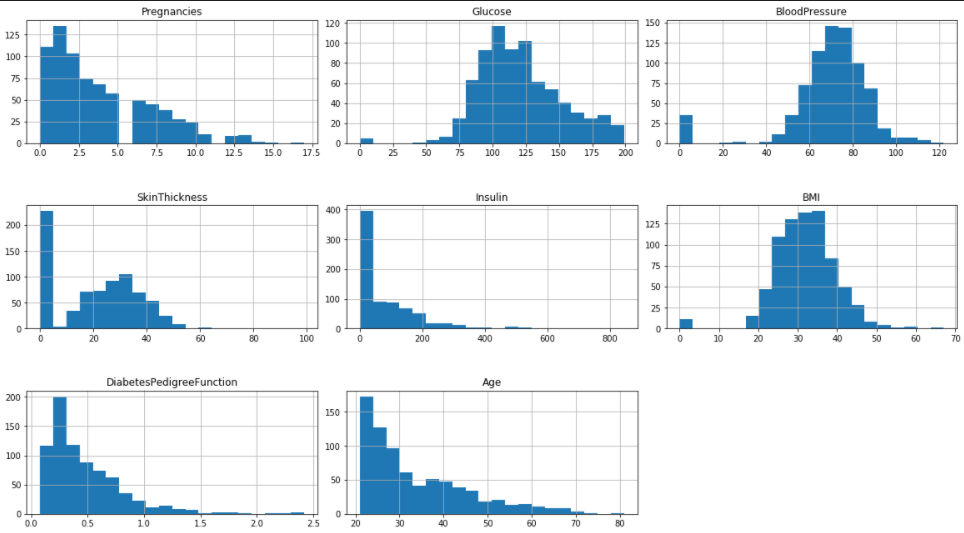 Pregnancies
125
100
75
50
25
0
0.0 2.5 5.0 7.5 10.0 12.5 15.0 17.5
Glucose
120
100
80
60
40
20
0
0 25 50 75 100 125 150 175 200
BloodPressure
150
125
100
75
50
25
0
0 20 40 60 80 100 120
SkinThickness
200
150
100
50
0
0 20 40 60 80 100
Insulin
400
300
200
100
0
0 200 400 600 800
BMI
125
100
75
50
25
0
0 10 20 30 40 50 60 70
DiabetesPedigreeFunction
200
150
100
50
0
0.0 0.5 1.0 1.5 2.0 2.5
Age
150
100
50
0
20 30 40 50 60 70 80